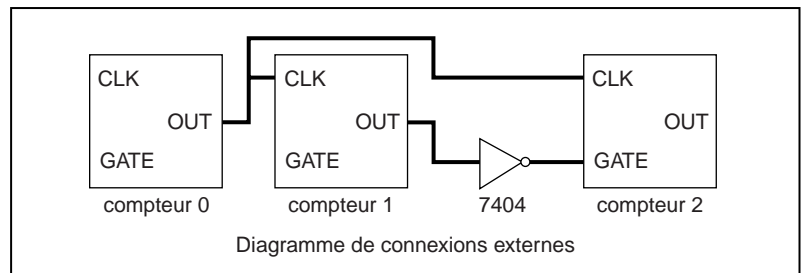 CLK
OUT
GATE
compteur 0
CLK
OUT
GATE
compteur 1
7404
CLK
OUT
GATE
compteur 2
Diagramme de connexions externes